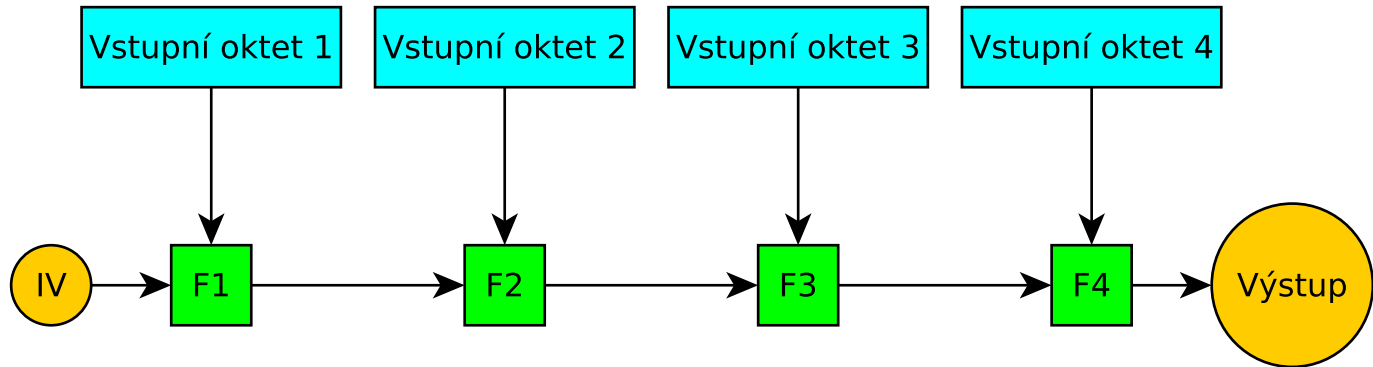 Vstupní oktet 1
Vstupní oktet 2
Vstupní oktet 3
Vstupní oktet 4
IV
F1
F2
F3
F4
Výstup